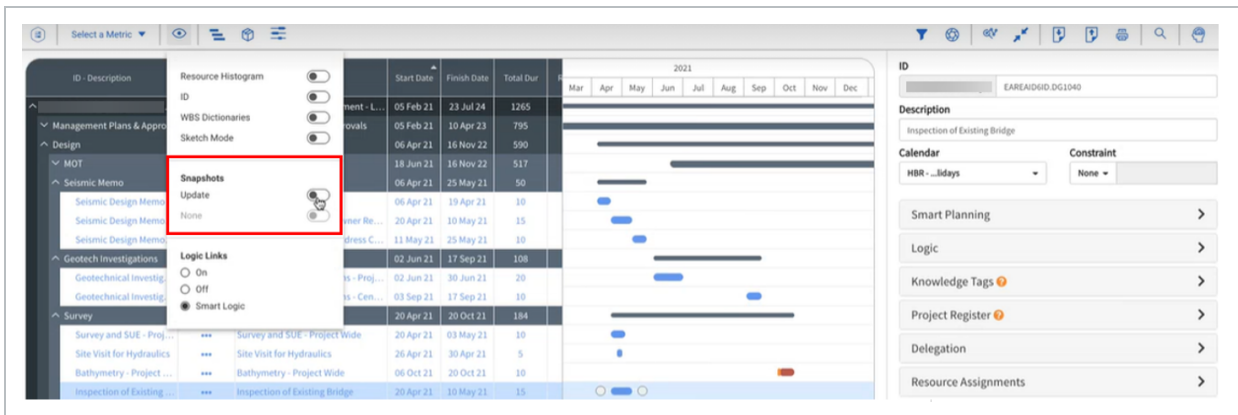 Select a Metric
ID - Description
Start Date
Finish Date
Total Dur
2021
Mar Apr May Jun Jul Aug Sep Oct Nov Dec
Resource Histogram
ID
WBS Dictionaries
Sketch Mode
Snapshots
Update
None
Logic Links
On
Off
Smart Logic
ment - L... 05 Feb 21 23 Jul 24 1265
Management Plans & Appro rovals 05 Feb 21 10 Apr 23 795
Design 06 Apr 21 16 Nov 22 590
MOT 18 Jun 21 16 Nov 22 517
Seismic Memo 06 Apr 21 25 May 21 50
Seismic Design Memo 06 Apr 21 19 Apr 21 10
Seismic Design Memo wner Re... 20 Apr 21 10 May 21 15
Seismic Design Memo. dress C... 11 May 21 25 May 21 10
Geotech Investigations 02 Jun 21 17 Sep 21 108
Geotechnical Investig. ns - Proj... 02 Jun 21 30 Jun 21 20
Geotechnical Investig. ns - Cen... 03 Sep 21 17 Sep 21 10
Survey 20 Apr 21 20 Oct 21 184
Survey and SUE - Proj... ••• Survey and SUE - Project Wide 20 Apr 21 03 May 21 10
Site Visit for Hydraulics ••• Site Visit for Hydraulics 26 Apr 21 30 Apr 21 5
Bathymetry - Project ... ••• Bathymetry - Project Wide 06 Oct 21 20 Oct 21 10
Inspection of Existing ... ••• Inspection of Existing Bridge 20 Apr 21 10 May 21 15
ID
EAREAID6ID.DG1040
Description
Inspection of Existing Bridge
Calendar Constraint
HBR - ...lidays None
Smart Planning
Logic
Knowledge Tags ?
Project Register ?
Delegation
Resource Assignments